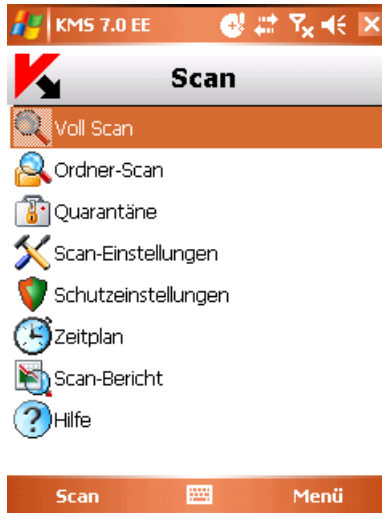 KMS 7.0 EE
Scan
Voll Scan
Ordner-Scan
Quarantäne
Scan-Einstellungen
Schutzeinstellungen
Zeitplan
Scan-Bericht
Hilfe
Scan Menü